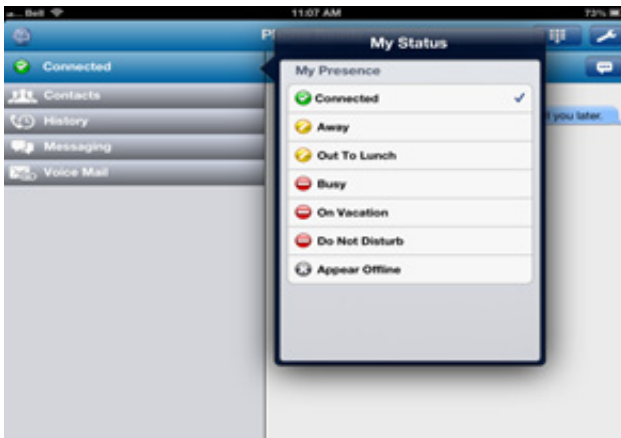 Bell
11:07 AM
73%
My Status
Connected
Contacts
History
Messaging
Voice Mail
My Presence
Connected
Away
Out To Lunch
Busy
On Vacation
Do Not Disturb
Appear Offline
you later.